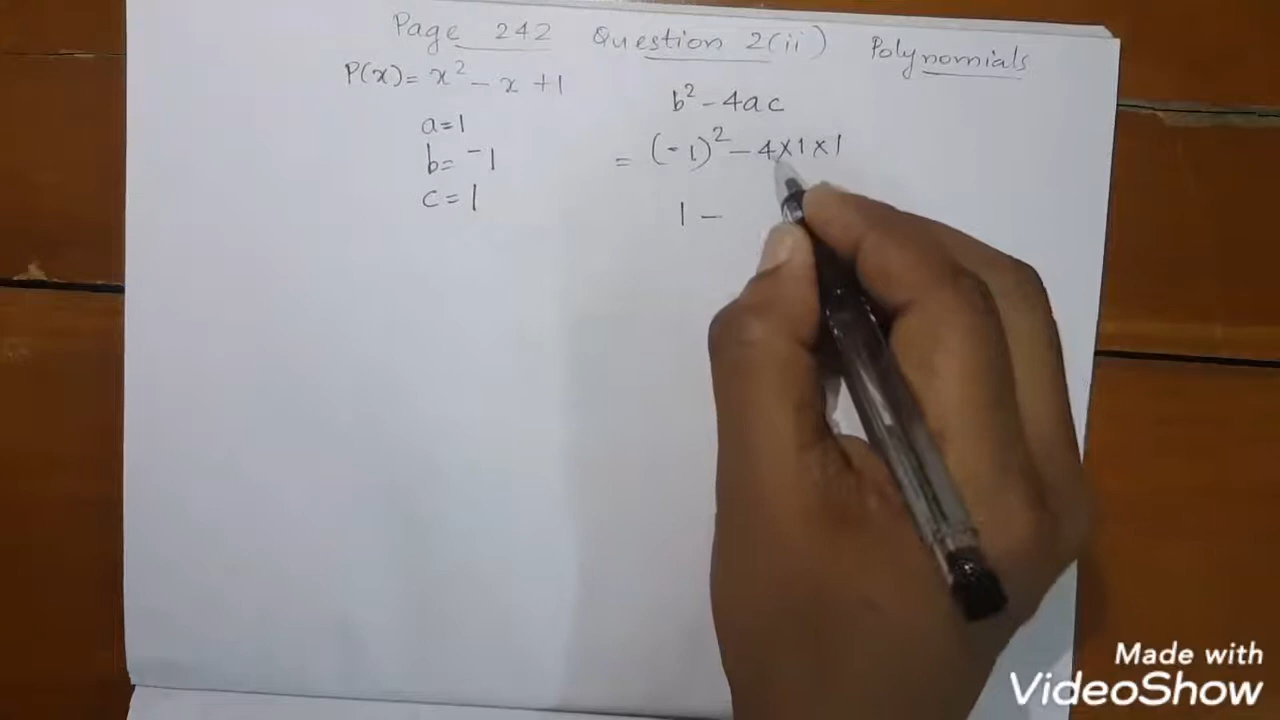 Page 242 Question 2(ii) Polynomials
P(x) = x² - x + 1
a = 1
b = -1
c = 1
b² - 4ac
= (-1)² - 4×1×1
1 -
Made with
VideoShow